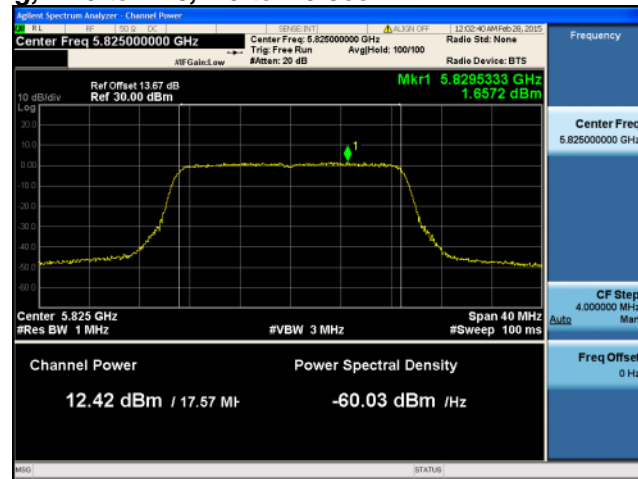 Agilent Spectrum Analyzer - Channel Power
RL RF 50 Ω DC SENSE:INT ALIGN OFF 12:02:40 AM Feb 28, 2015
Center Freq 5.825000000 GHz
Center Freq: 5.825000000 GHz
Radio Std: None
Trig: Free Run Avg|Hold: 100/100
#IFGain:Low #Atten: 20 dB Radio Device: BTS
Frequency
Mkr1 5.8295333 GHz
1.6572 dBm
Ref Offset 13.67 dB
10 dB/div Ref 30.00 dBm
Log
20.0
10.0
0.00
-10.0
-20.0
-30.0
-40.0
-50.0
-60.0
1
Center 5.825 GHz Span 40 MHz
#Res BW 1 MHz #VBW 3 MHz #Sweep 100 ms
Channel Power Power Spectral Density
12.42 dBm / 17.57 MH -60.03 dBm /Hz
Center Freq
5.825000000 GHz
CF Step
4.000000 MHz
Auto Man
Freq Offset
0 Hz
MSG STATUS